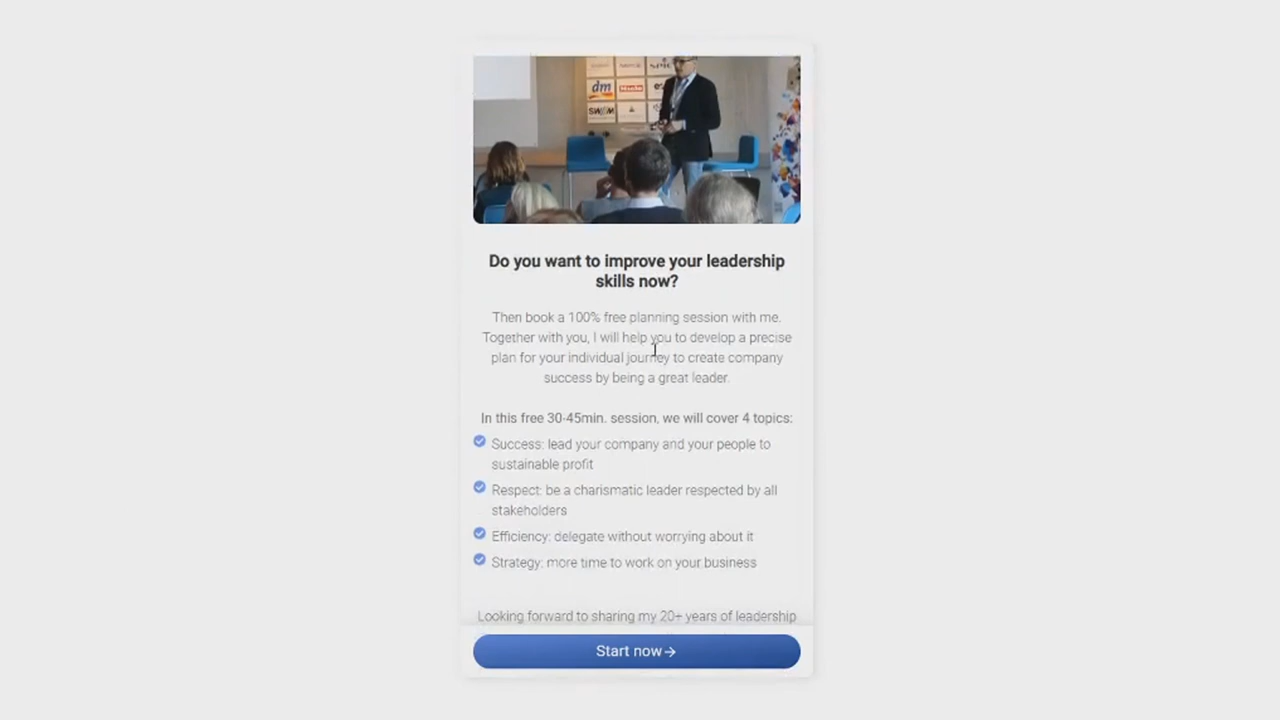 dm
Miele
Do you want to improve your leadership
skills now?
Then book a 100% free planning session with me.
Together with you, I will help you to develop a precise
plan for your individual journey to create company
success by being a great leader.
In this free 30-45min. session, we will cover 4 topics:
Success: lead your company and your people to
sustainable profit
Respect: be a charismatic leader respected by all
stakeholders
Efficiency: delegate without worrying about it
Strategy: more time to work on your business
Looking forward to sharing my 20+ years of leadership
Start now→